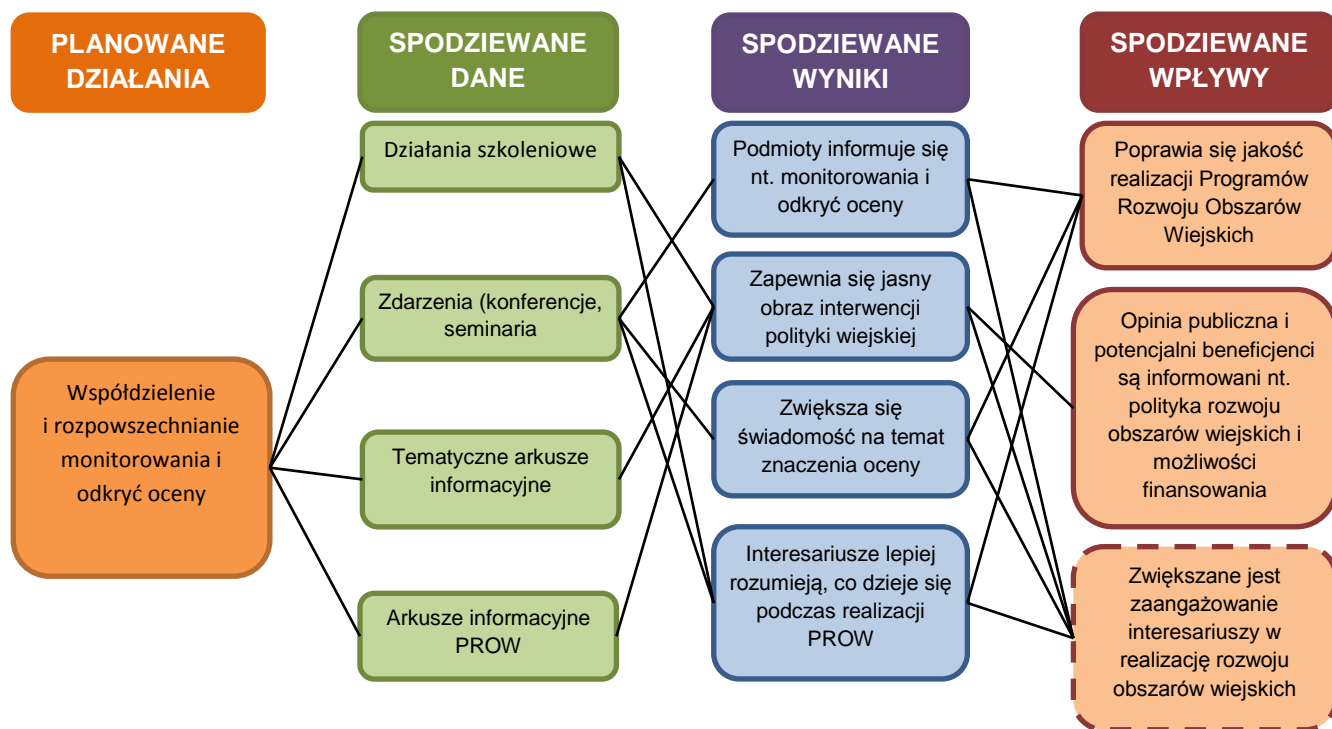 PLANOWANE
DZIAŁANIA
SPODZIEWANE
DANE
SPODZIEWANE
WYNIKI
SPODZIEWANE
WPŁYWY
Współdzielenie
i rozpowszechnianie
monitorowania i
odkryć oceny
Działania szkoleniowe
Zdarzenia (konferencje,
seminaria
Tematyczne arkusze
informacyjne
Arkusze informacyjne
PROW
Podmioty informuje się
nt. monitorowania i
odkryć oceny
Zapewnia się jasny
obraz interwencji
polityki wiejskiej
Zwiększa się
świadomość na temat
znaczenia oceny
Interesariusze lepiej
rozumieją, co dzieje się
podczas realizacji
PROW
Poprawia się jakość
realizacji Programów
Rozwoju Obszarów
Wiejskich
Opinia publiczna i
potencjalni beneficjenci
są informowani nt.
polityka rozwoju
obszarów wiejskich i
możliwości
finansowania
Zwiększane jest
zaangażowanie
interesariuszy w
realizację rozwoju
obszarów wiejskich